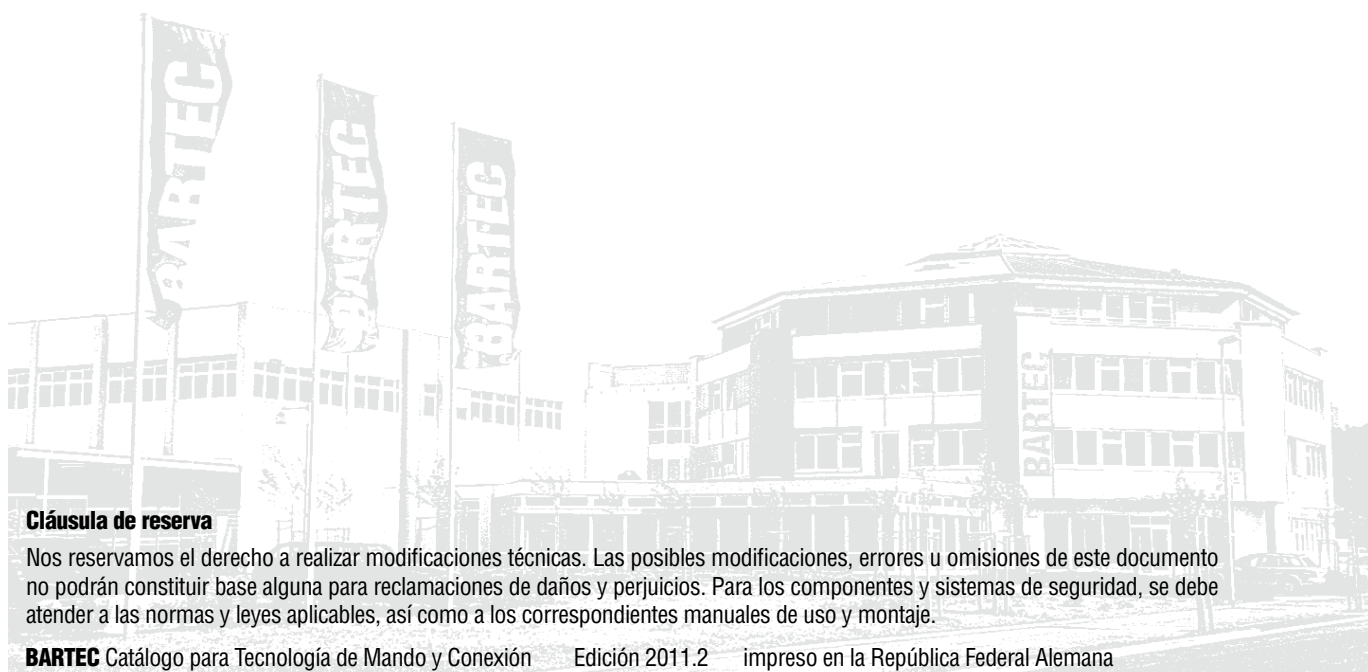 BARTEC
BARTEC
BARTEC
BARTEC
Cláusula de reserva
Nos reservamos el derecho a realizar modificaciones técnicas. Las posibles modificaciones, errores u omisiones de este documento
no podrán constituir base alguna para reclamaciones de daños y perjuicios. Para los componentes y sistemas de seguridad, se debe
atender a las normas y leyes aplicables, así como a los correspondientes manuales de uso y montaje.
BARTEC Catálogo para Tecnología de Mando y Conexión Edición 2011.2 impreso en la República Federal Alemana